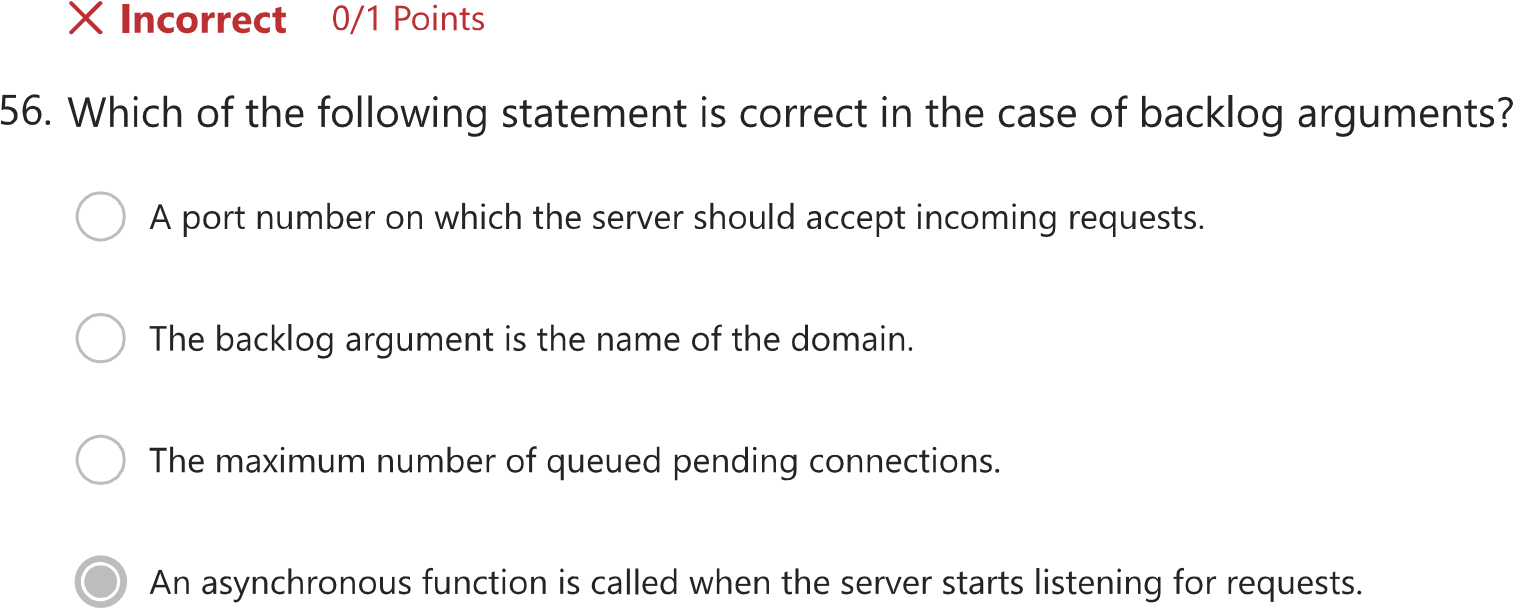 Incorrect 0/1 Points
56. Which of the following statement is correct in the case of backlog arguments?
A port number on which the server should accept incoming requests.
The backlog argument is the name of the domain.
The maximum number of queued pending connections.
An asynchronous function is called when the server starts listening for requests.